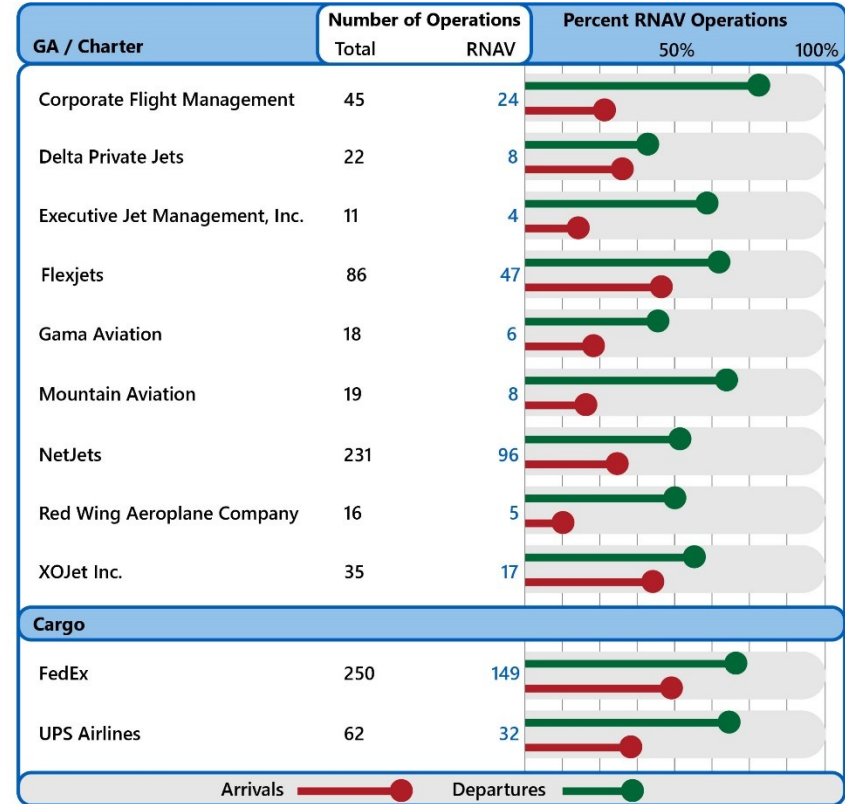 Number of Operations Percent RNAV Operations
GA / Charter Total RNAV 50% 100%
Corporate Flight Management 45 24
Delta Private Jets 22 8
Executive Jet Management, Inc. 11 4
Flexjets 86 47
Gama Aviation 18 6
Mountain Aviation 19 8
NetJets 231 96
Red Wing Aeroplane Company 16 5
XOJet Inc. 35 17
Cargo
FedEx 250 149
UPS Airlines 62 32
Arrivals Departures